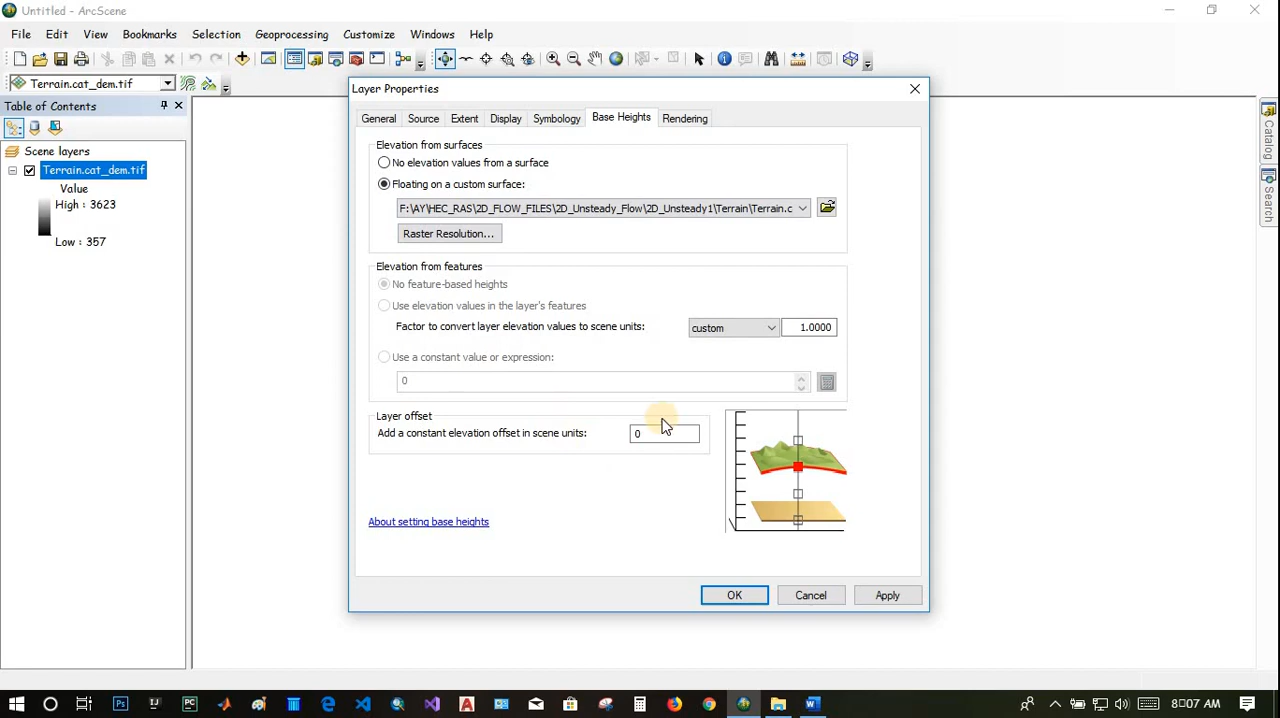 Untitled - ArcScene
File Edit View Bookmarks Selection Geoprocessing Customize Windows Help
Terrain.cat_dem.tif
Table of Contents
Scene layers
Terrain.cat_dem.tif
Value
High : 3623
Low : 357
Layer Properties
General Source Extent Display Symbology Base Heights Rendering
Elevation from surfaces
No elevation values from a surface
Floating on a custom surface:
F:\AY\HEC_RAS\2D_FLOW_FILES\2D_Unsteady_Flow\2D_Unsteady1\Terrain\Terrain.c
Raster Resolution...
Elevation from features
No feature-based heights
Use elevation values in the layer's features
Factor to convert layer elevation values to scene units: custom 1.0000
Use a constant value or expression:
0
Layer offset
Add a constant elevation offset in scene units: 0
About setting base heights
OK Cancel Apply
Catalog
Search
8:07 AM